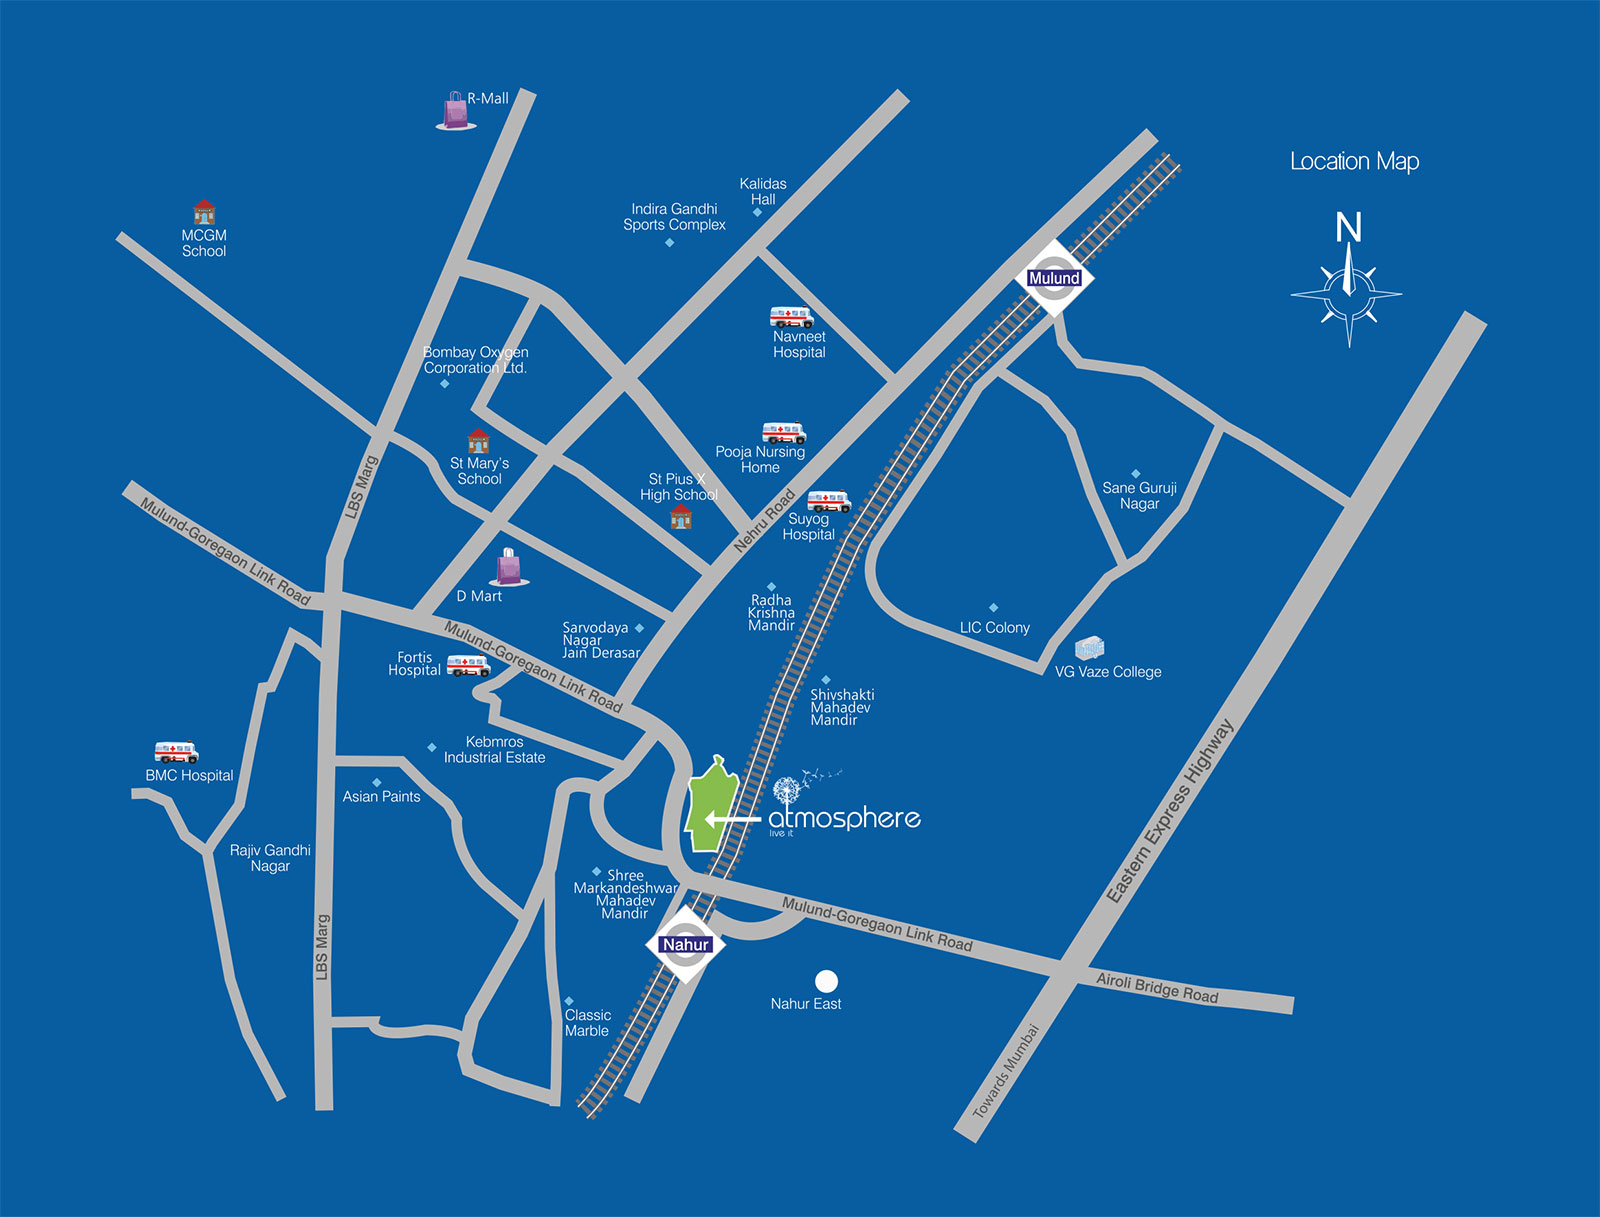 R-Mall
Location Map
N
Kalidas
Hall
Indira Gandhi
Sports Complex
MCGM
School
Mulund
Navneet
Hospital
Bombay Oxygen
Corporation Ltd.
Pooja Nursing
Home
St Mary's
School
St Pius X
High School
LBS Marg
Nehru Road
Suyog
Hospital
Sane Guruji
Nagar
Mulund-Goregaon Link Road
D Mart
Radha
Krishna
Mandir
Sarvodaya
Nagar
Jain Derasar
LIC Colony
Mulund-Goregaon Link Road
Fortis
Hospital
VG Vaze College
Shivshakti
Mahadev
Mandir
Kebmros
Industrial Estate
BMC Hospital
Asian Paints
atmosphere
live it
Eastern Express Highway
Rajiv Gandhi
Nagar
Shree
Markandeshwar
Mahadev
Mandir
Mulund-Goregaon Link Road
LBS Marg
Nahur
Airoli Bridge Road
Nahur East
Classic
Marble
Towards Mumbai